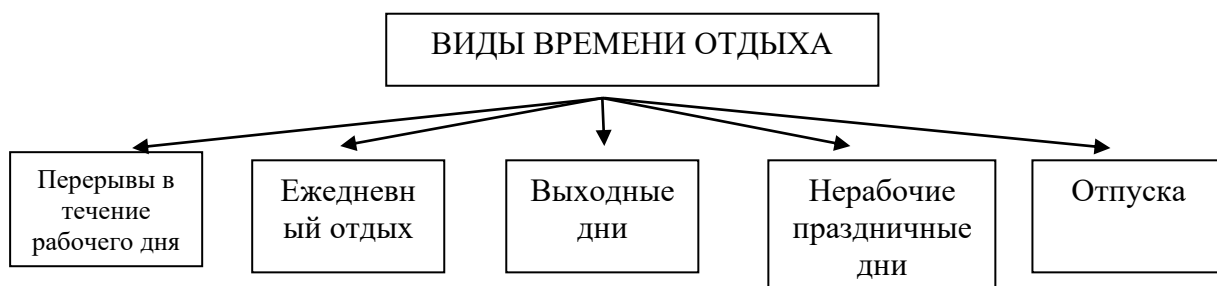 ВИДЫ ВРЕМЕНИ ОТДЫХА
Перерывы в
течение
рабочего дня
Ежедневн
ый отдых
Выходные
дни
Нерабочие
праздничные
дни
Отпуска